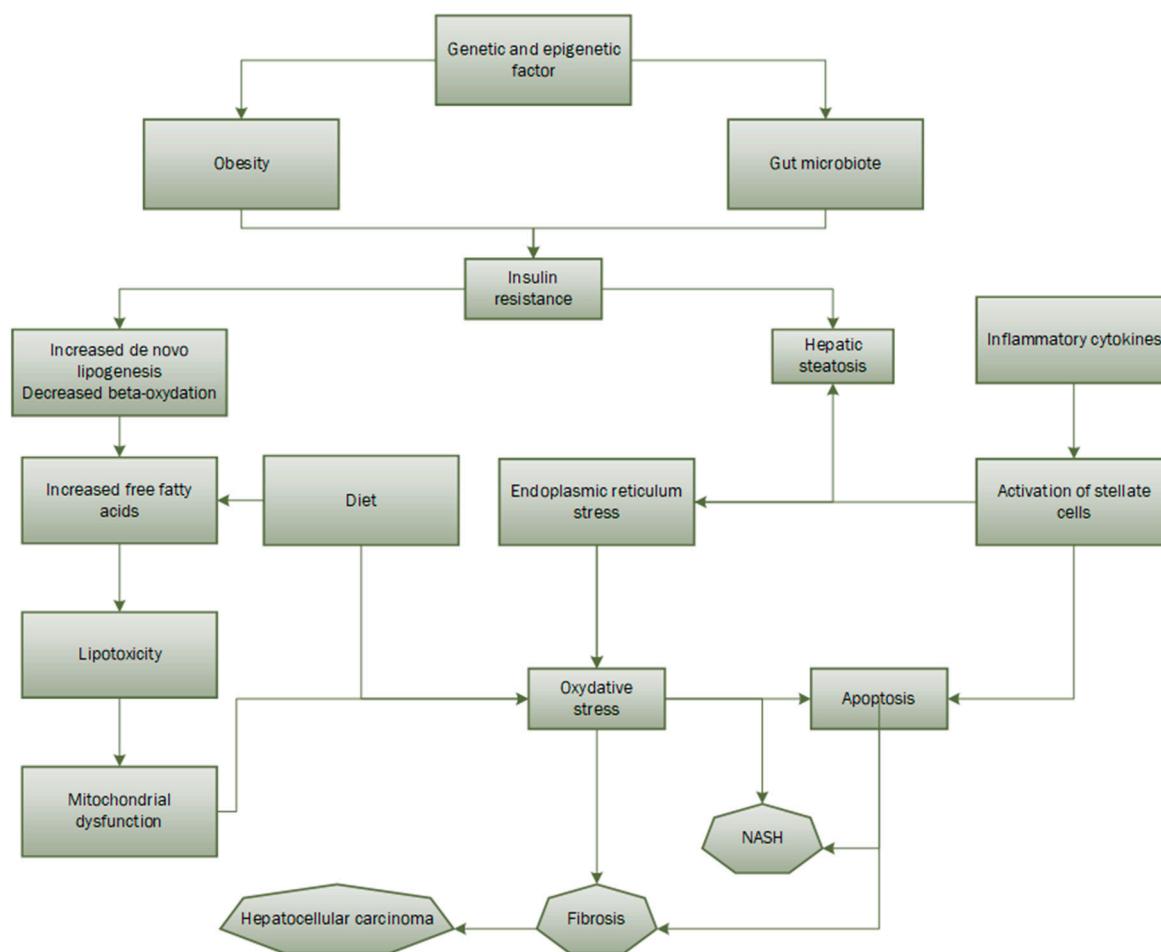 Genetic and epigenetic
factor
Obesity
Gut microbiote
Insulin
resistance
Increased de novo
lipogenesis
Decreased beta-oxydation
Hepatic
steatosis
Inflammatory cytokines
Increased free fatty
acids
Diet
Endoplasmic reticulum
stress
Activation of stellate
cells
Lipotoxicity
Oxydative
stress
Apoptosis
Mitochondrial
dysfunction
NASH
Hepatocellular carcinoma
Fibrosis